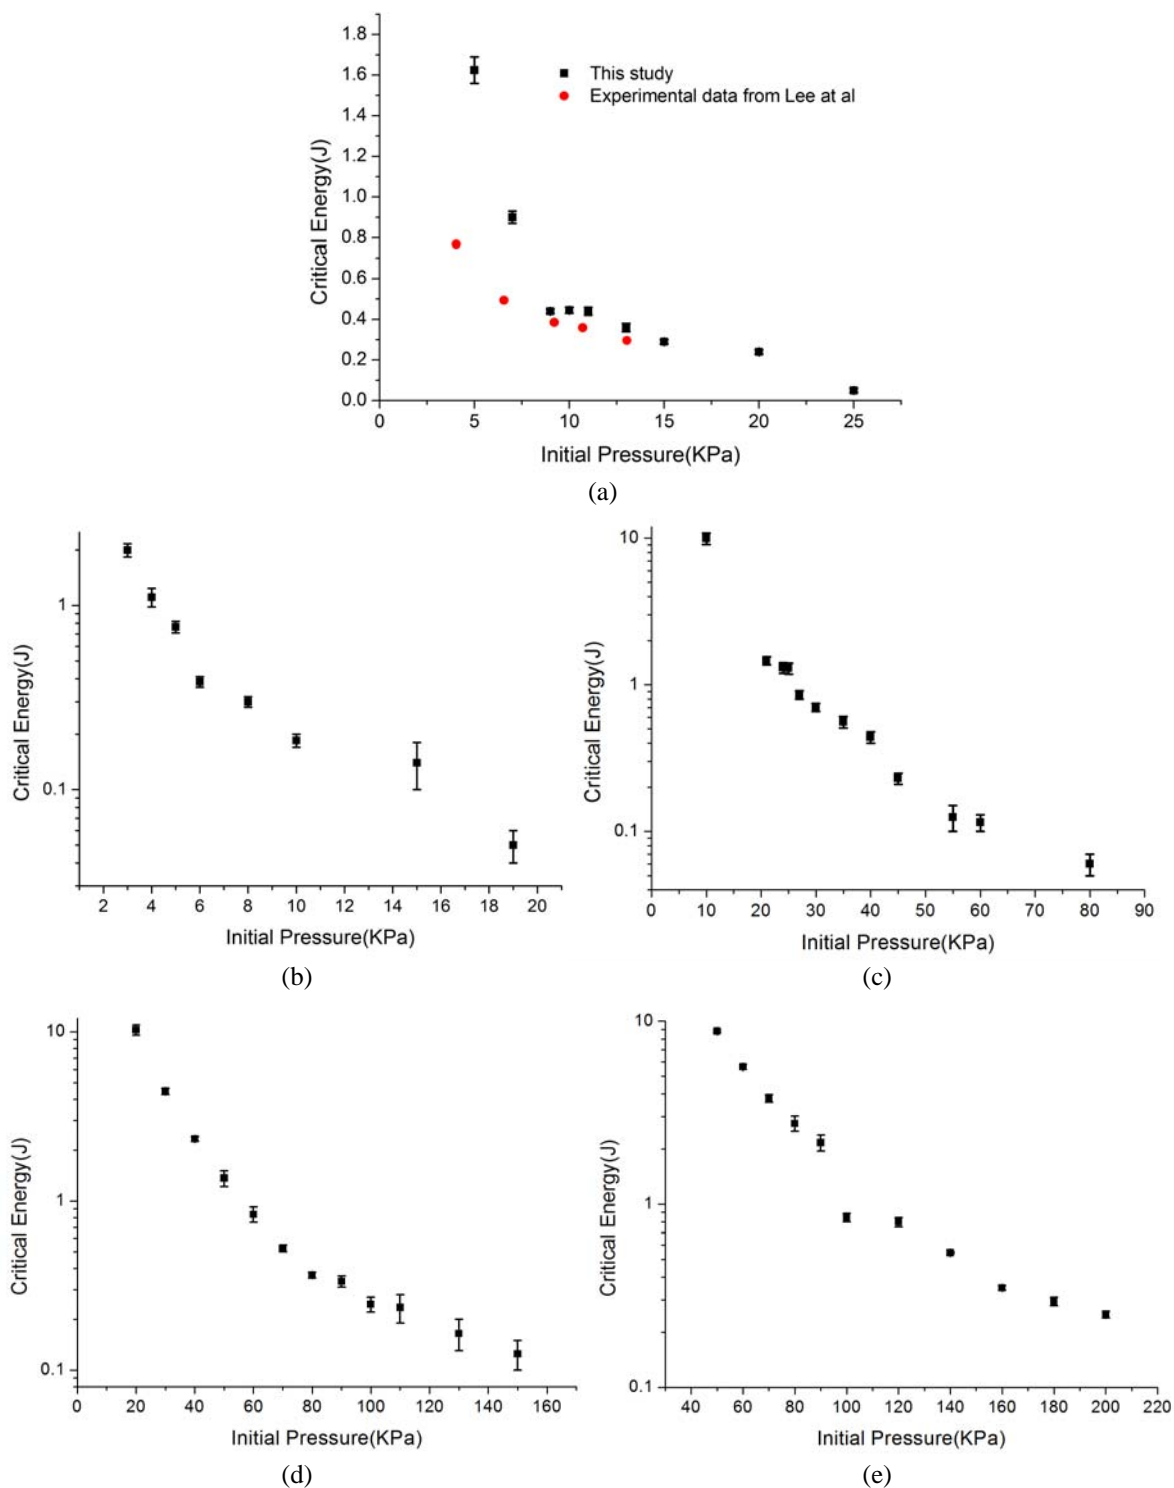 1.8
1.6
1.4
1.2
1.0
0.8
0.6
0.4
0.2
0.0
Critical Energy(J)
This study
Experimental data from Lee at al
0 5 10 15 20 25
Initial Pressure(KPa)
(a)
1
0.1
Critical Energy(J)
2 4 6 8 10 12 14 16 18 20
Initial Pressure(KPa)
(b)
10
1
0.1
Critical Energy(J)
0 10 20 30 40 50 60 70 80 90
Initial Pressure(KPa)
(c)
10
1
0.1
Critical Energy(J)
0 20 40 60 80 100 120 140 160
Initial Pressure(KPa)
(d)
10
1
0.1
Critical Energy(J)
40 60 80 100 120 140 160 180 200 220
Initial Pressure(KPa)
(e)